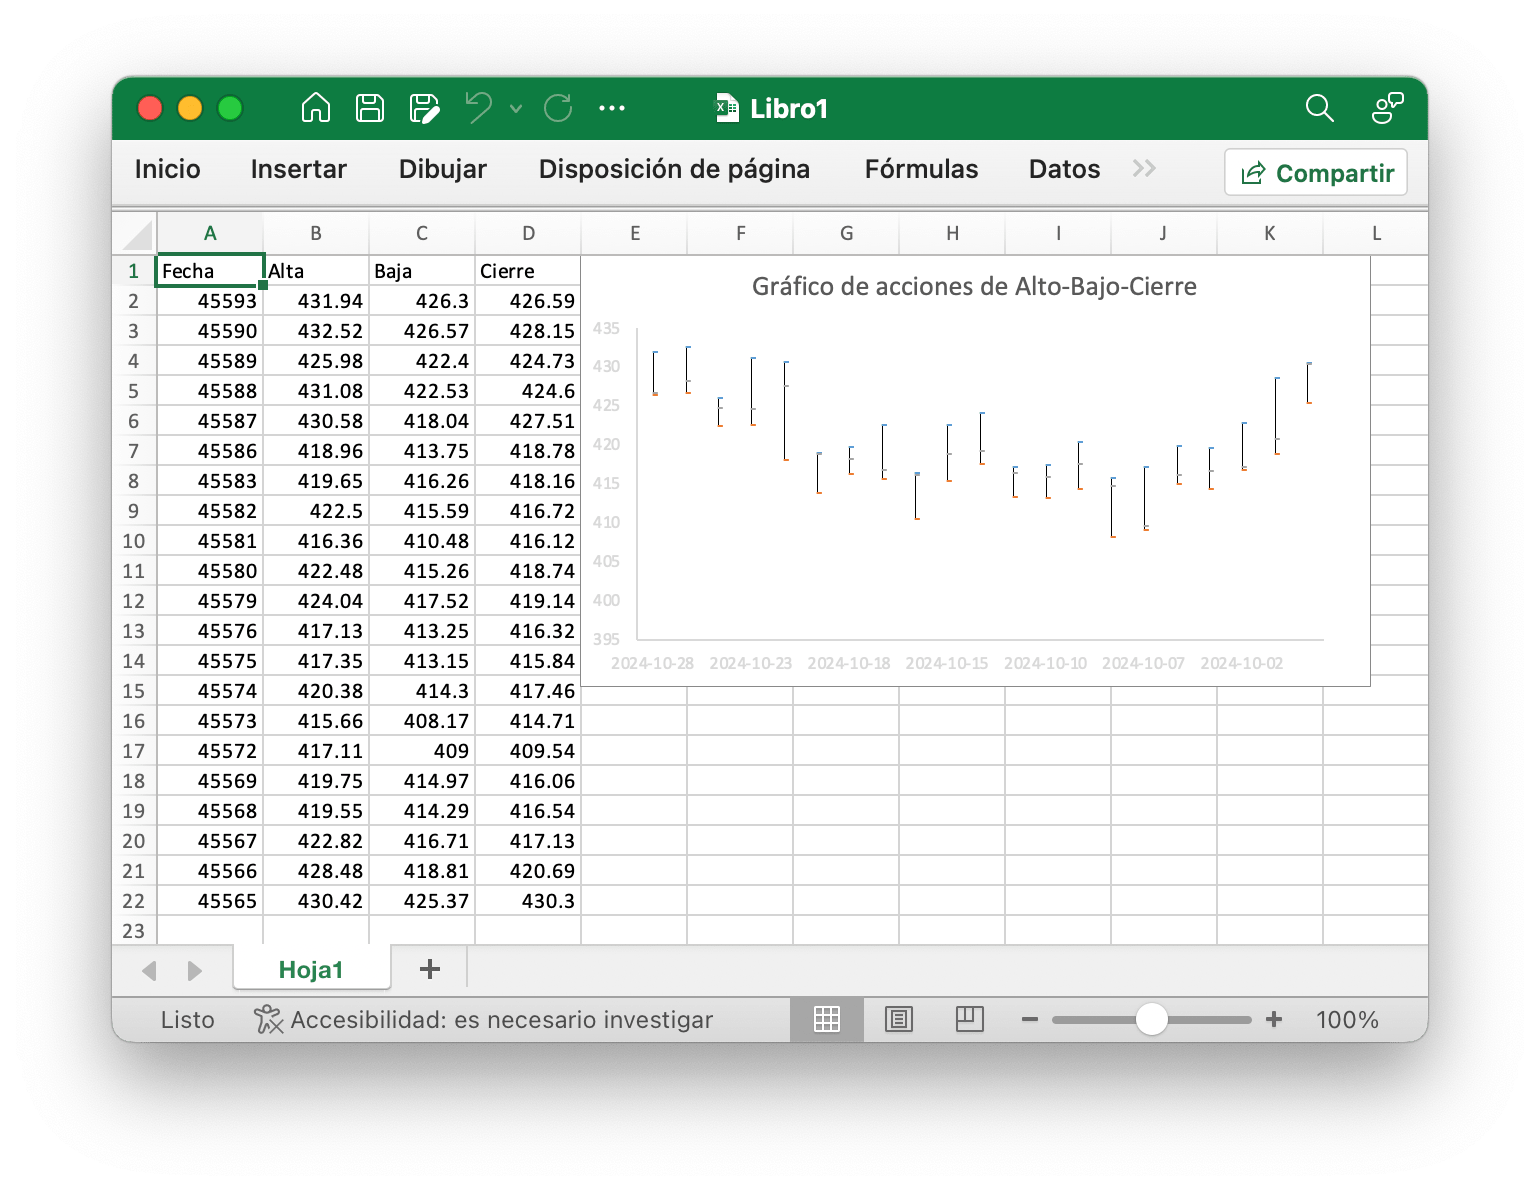 Libro1
Inicio Insertar Dibujar Disposición de página Fórmulas Datos Compartir
A B C D E F G H I J K L
1 Fecha Alta Baja Cierre
2 45593 431.94 426.3 426.59
3 45590 432.52 426.57 428.15
4 45589 425.98 422.4 424.73
5 45588 431.08 422.53 424.6
6 45587 430.58 418.04 427.51
7 45586 418.96 413.75 418.78
8 45583 419.65 416.26 418.16
9 45582 422.5 415.59 416.72
10 45581 416.36 410.48 416.12
11 45580 422.48 415.26 418.74
12 45579 424.04 417.52 419.14
13 45576 417.13 413.25 416.32
14 45575 417.35 413.15 415.84
15 45574 420.38 414.3 417.46
16 45573 415.66 408.17 414.71
17 45572 417.11 409 409.54
18 45569 419.75 414.97 416.06
19 45568 419.55 414.29 416.54
20 45567 422.82 416.71 417.13
21 45566 428.48 418.81 420.69
22 45565 430.42 425.37 430.3
23
Gráfico de acciones de Alto-Bajo-Cierre
435
430
425
420
415
410
405
400
395
2024-10-28 2024-10-23 2024-10-18 2024-10-15 2024-10-10 2024-10-07 2024-10-02
Hoja1
Listo Accesibilidad: es necesario investigar 100%